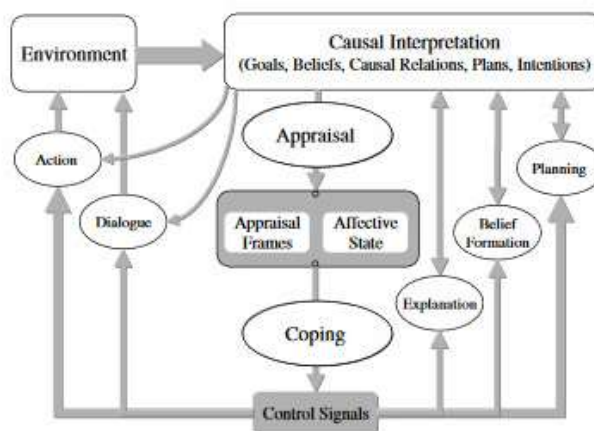 Environment
Causal Interpretation
(Goals, Beliefs, Causal Relations, Plans, Intentions)
Appraisal
Action
Planning
Dialogue
Appraisal
Frames
Affective
State
Belief
Formation
Explanation
Coping
Control Signals